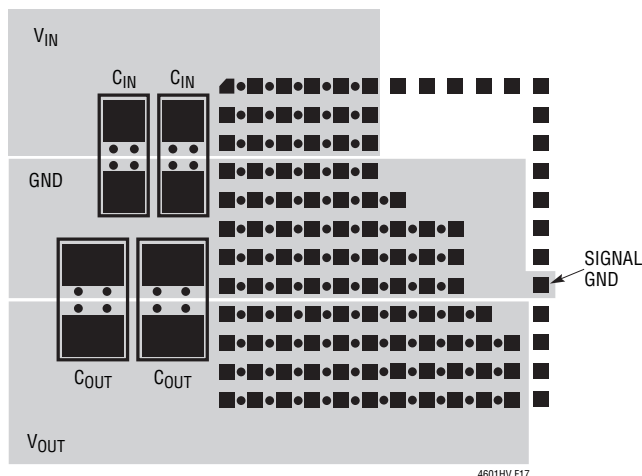 VIN
CIN CIN
GND
SIGNAL
GND
COUT COUT
VOUT
4601HV F17